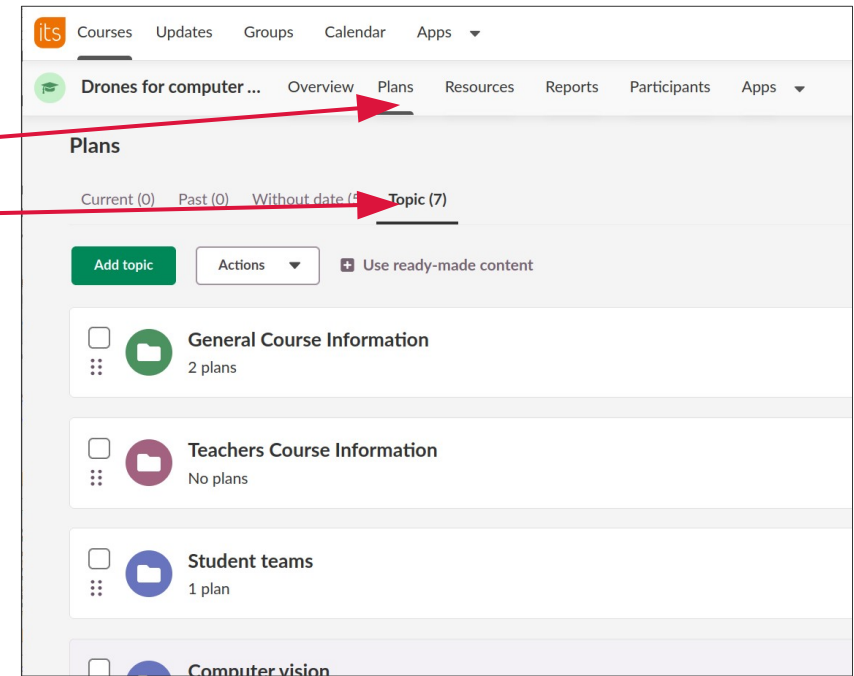 its Courses Updates Groups Calendar Apps
Drones for computer ... Overview Plans Resources Reports Participants Apps
Plans
Current (0) Past (0) Without date Topic (7)
Add topic Actions Use ready-made content
General Course Information
2 plans
Teachers Course Information
No plans
Student teams
1 plan
Computer vision